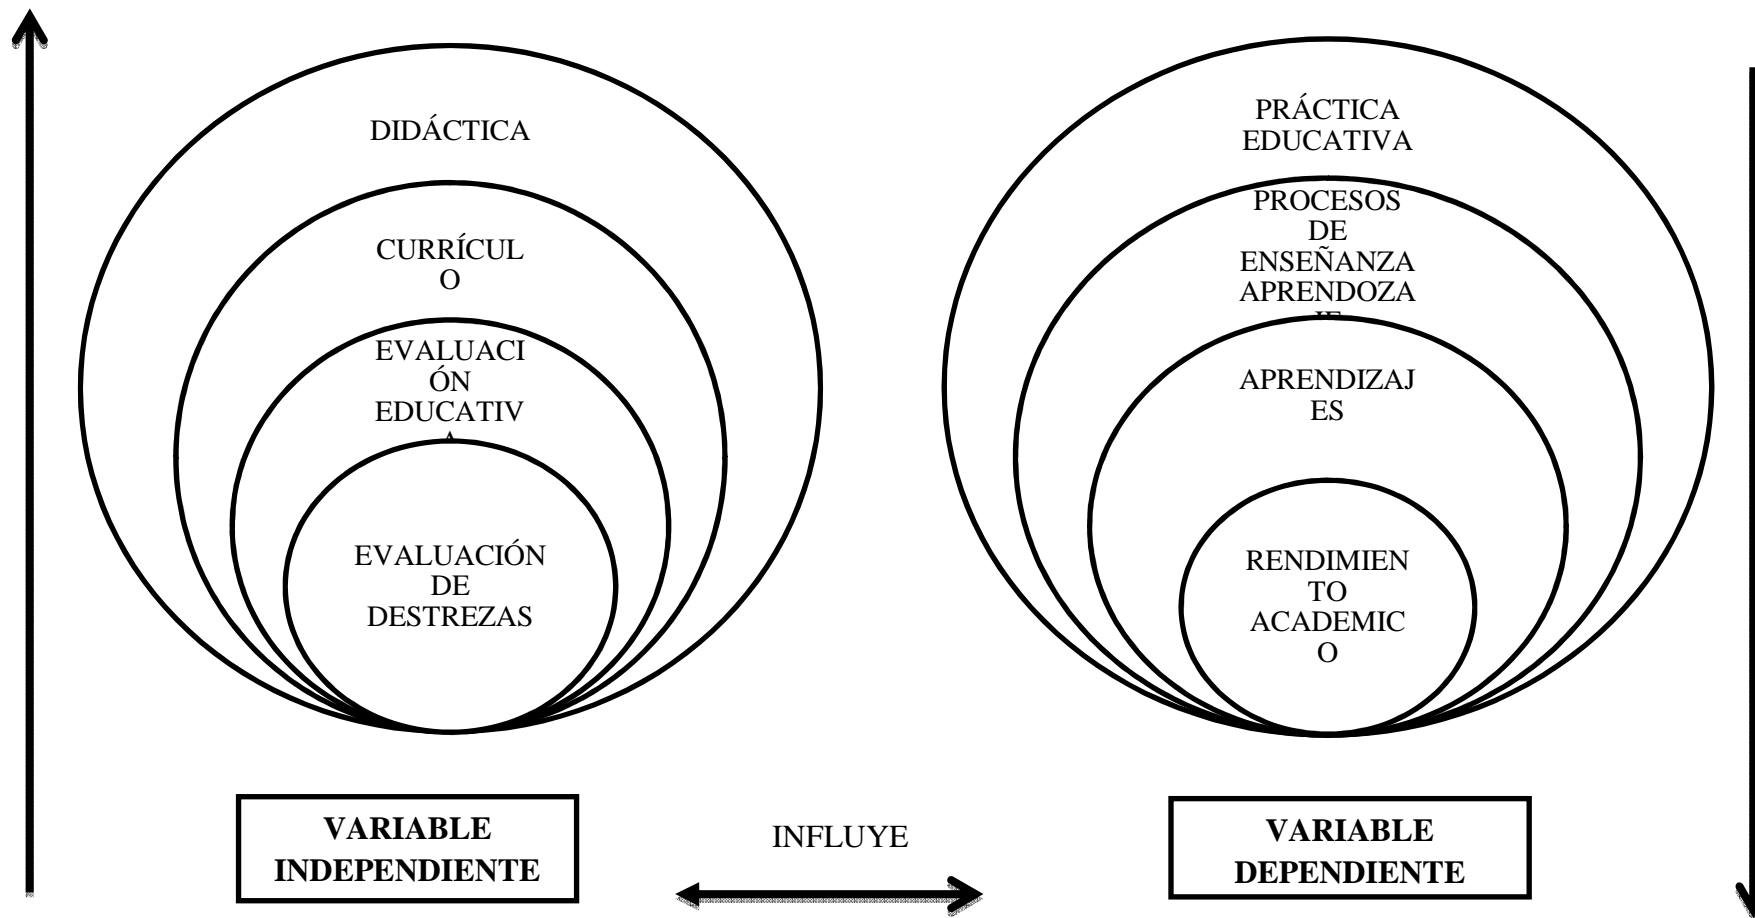 DIDÁCTICA
CURRÍCUL
O
EVALUACI
ÓN
EDUCATIV
EVALUACIÓN
DE
DESTREZAS
PRÁCTICA
EDUCATIVA
PROCESOS
DE
ENSEÑANZA
APRENDOZA
APRENDIZAJ
ES
RENDIMIEN
TO
ACADEMIC
O
VARIABLE
INDEPENDIENTE
INFLUYE
VARIABLE
DEPENDIENTE